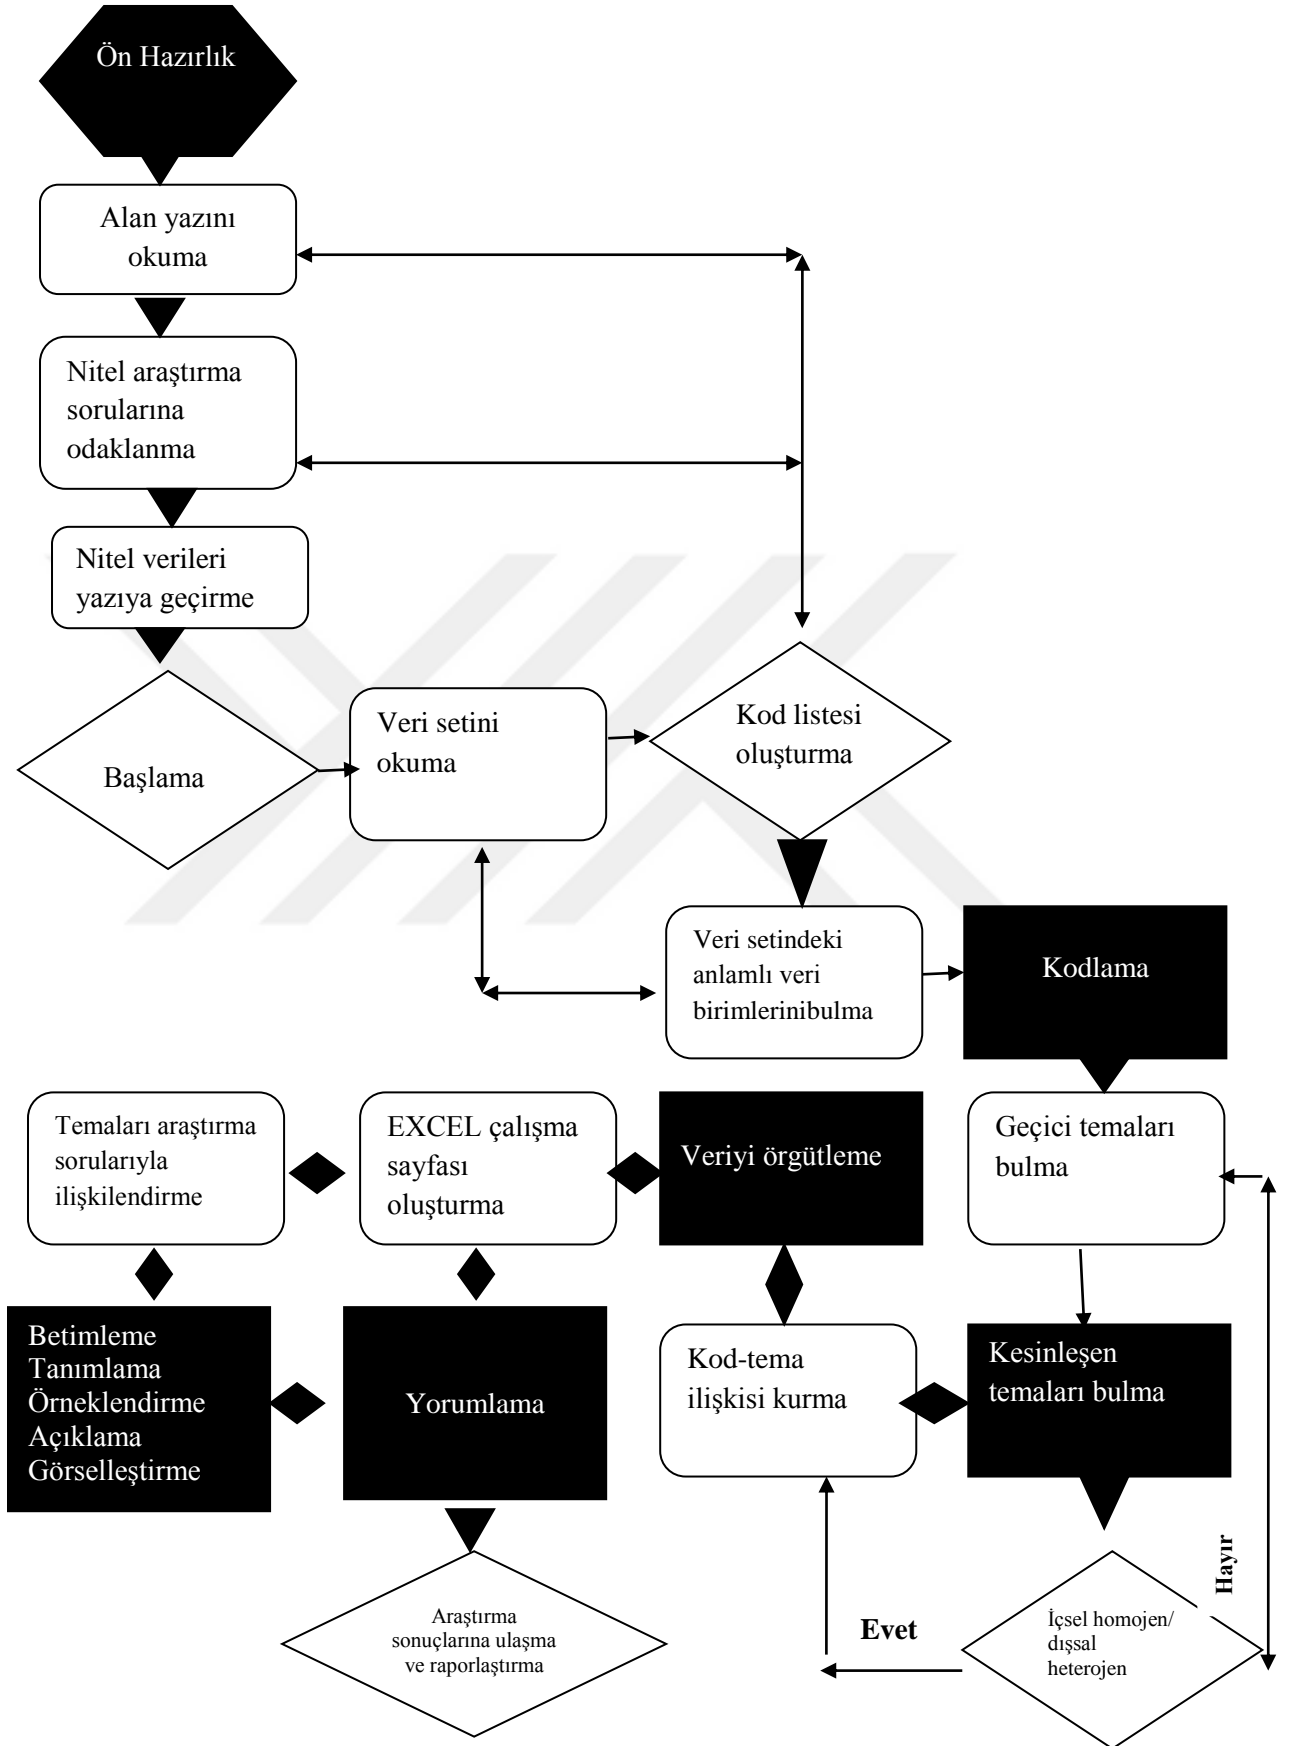 Ön Hazırlık
Alan yazını
okuma
Nitel araştırma
sorularına
odaklanma
Nitel verileri
yazıya geçirme
Başlama
Veri setini
okuma
Kod listesi
oluşturma
Veri setindeki
anlamlı veri
birimlerinibulma
Kodlama
Temaları araştırma
sorularıyla
ilişkilendirme
EXCEL çalışma
sayfası
oluşturma
Veriyi örgütleme
Geçici temaları
bulma
Betimleme
Tanımlama
Örneklendirme
Açıklama
Görselleştirme
Yorumlama
Kod-tema
ilişkisi kurma
Kesinleşen
temaları bulma
Araştırma
sonuçlarına ulaşma
ve raporlaştırma
Evet
İçsel homojen/
dışsal
heterojen
Hayır